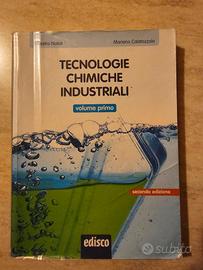 Natoli
Mariano Calatozzolo
TECNOLOGIE
CHIMICHE
INDUSTRIALI
volume primo
seconda edizione
edisco
subito